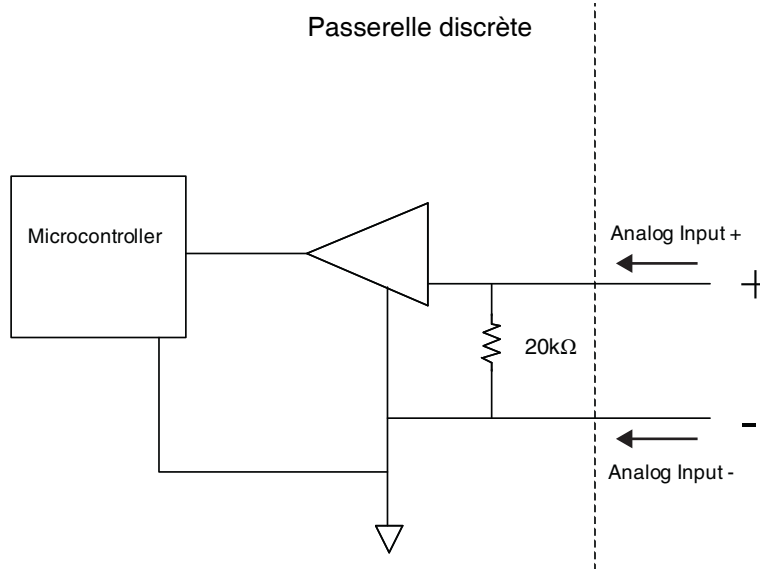 Passerelle discrète
Microcontroller
Analog Input +
+
20kΩ
-
Analog Input -